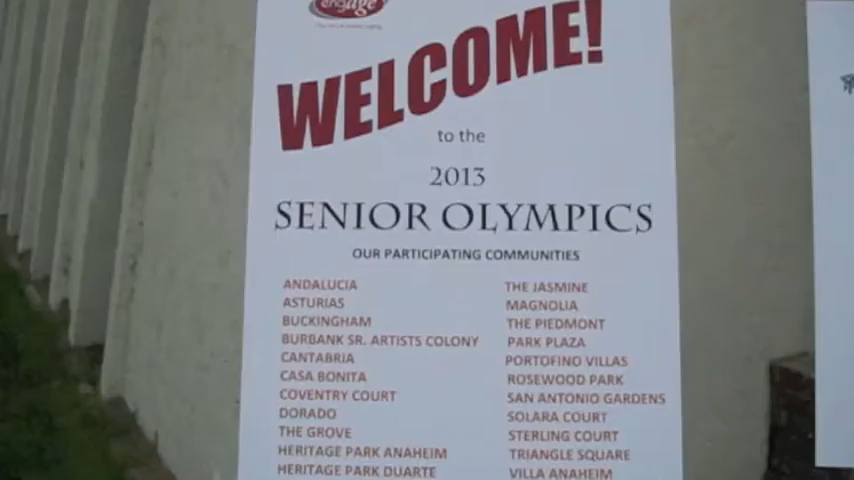 engage
WELCOME!
to the
2013
SENIOR OLYMPICS
OUR PARTICIPATING COMMUNITIES
ANDALUCIA
ASTURIAS
BUCKINGHAM
BURBANK SR. ARTISTS COLONY
CANTABRIA
CASA BONITA
COVENTRY COURT
DORADO
THE GROVE
HERITAGE PARK ANAHEIM
HERITAGE PARK DUARTE
THE JASMINE
MAGNOLIA
THE PIEDMONT
PARK PLAZA
PORTOFINO VILLAS
ROSEWOOD PARK
SAN ANTONIO GARDENS
SOLARA COURT
STERLING COURT
TRIANGLE SQUARE
VILLA ANAHEIM